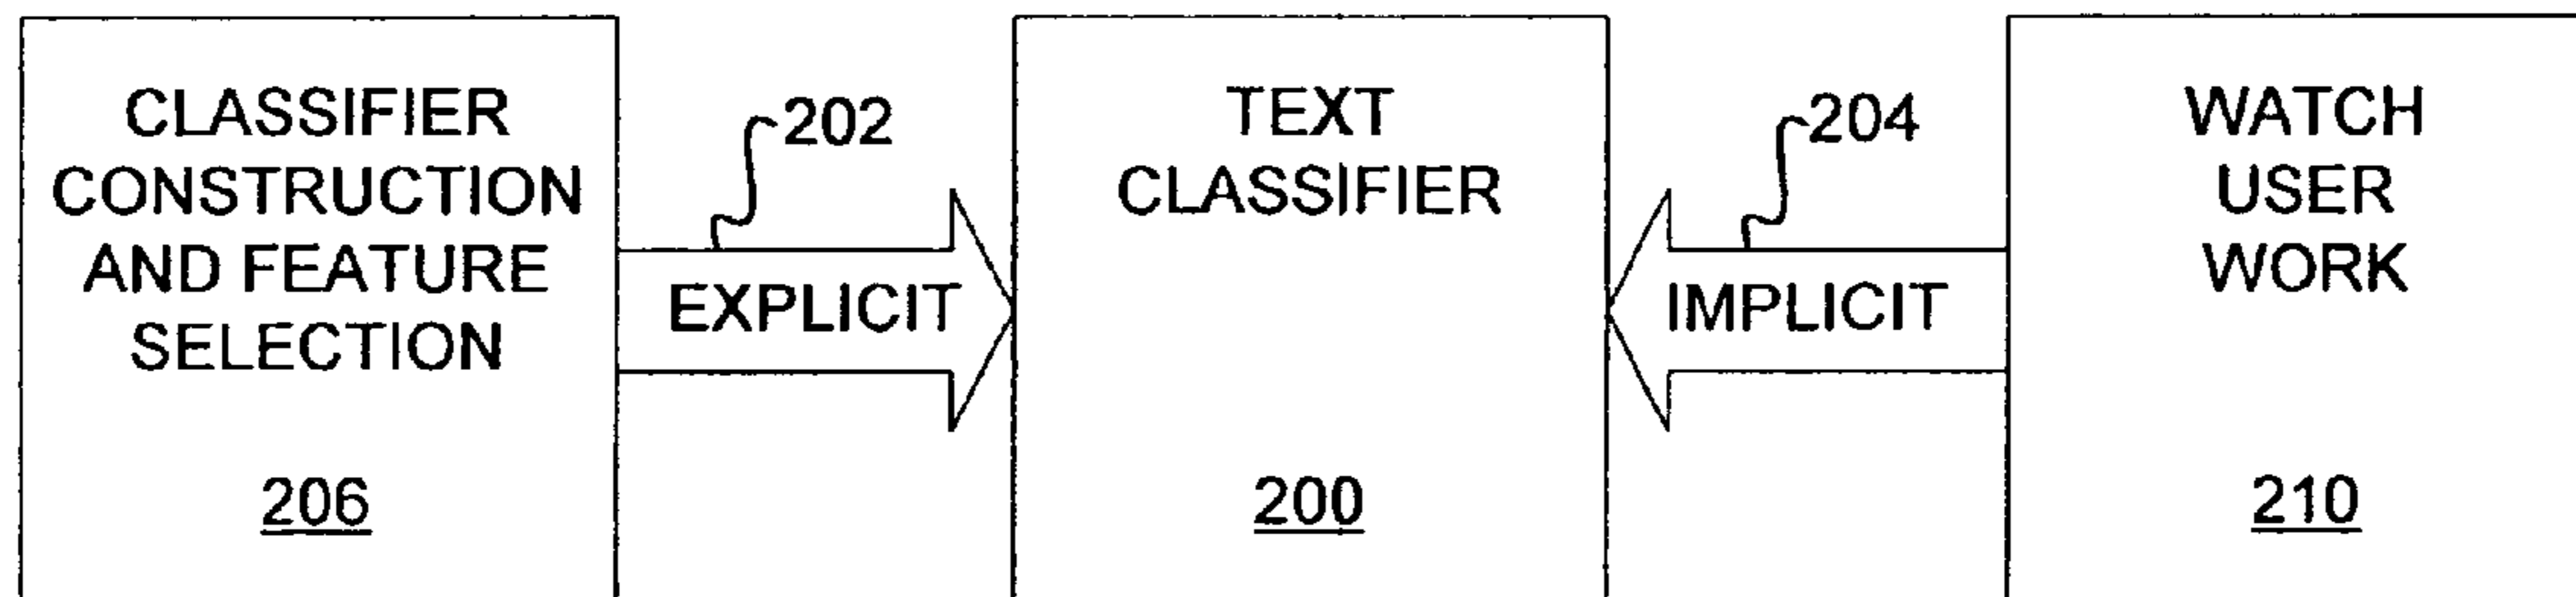 CLASSIFIER
CONSTRUCTION
AND FEATURE
SELECTION
206
202
EXPLICIT
TEXT
CLASSIFIER
200
204
IMPLICIT
WATCH
USER
WORK
210